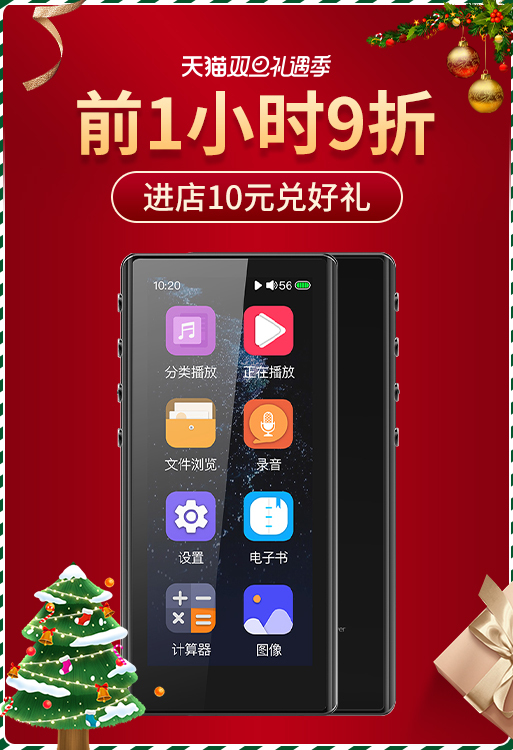 天猫双旦礼遇季
前1小时9折
进店10元兑好礼
10:20 56
分类播放 正在播放
文件浏览 录音
设置 电子书
计算器 图像